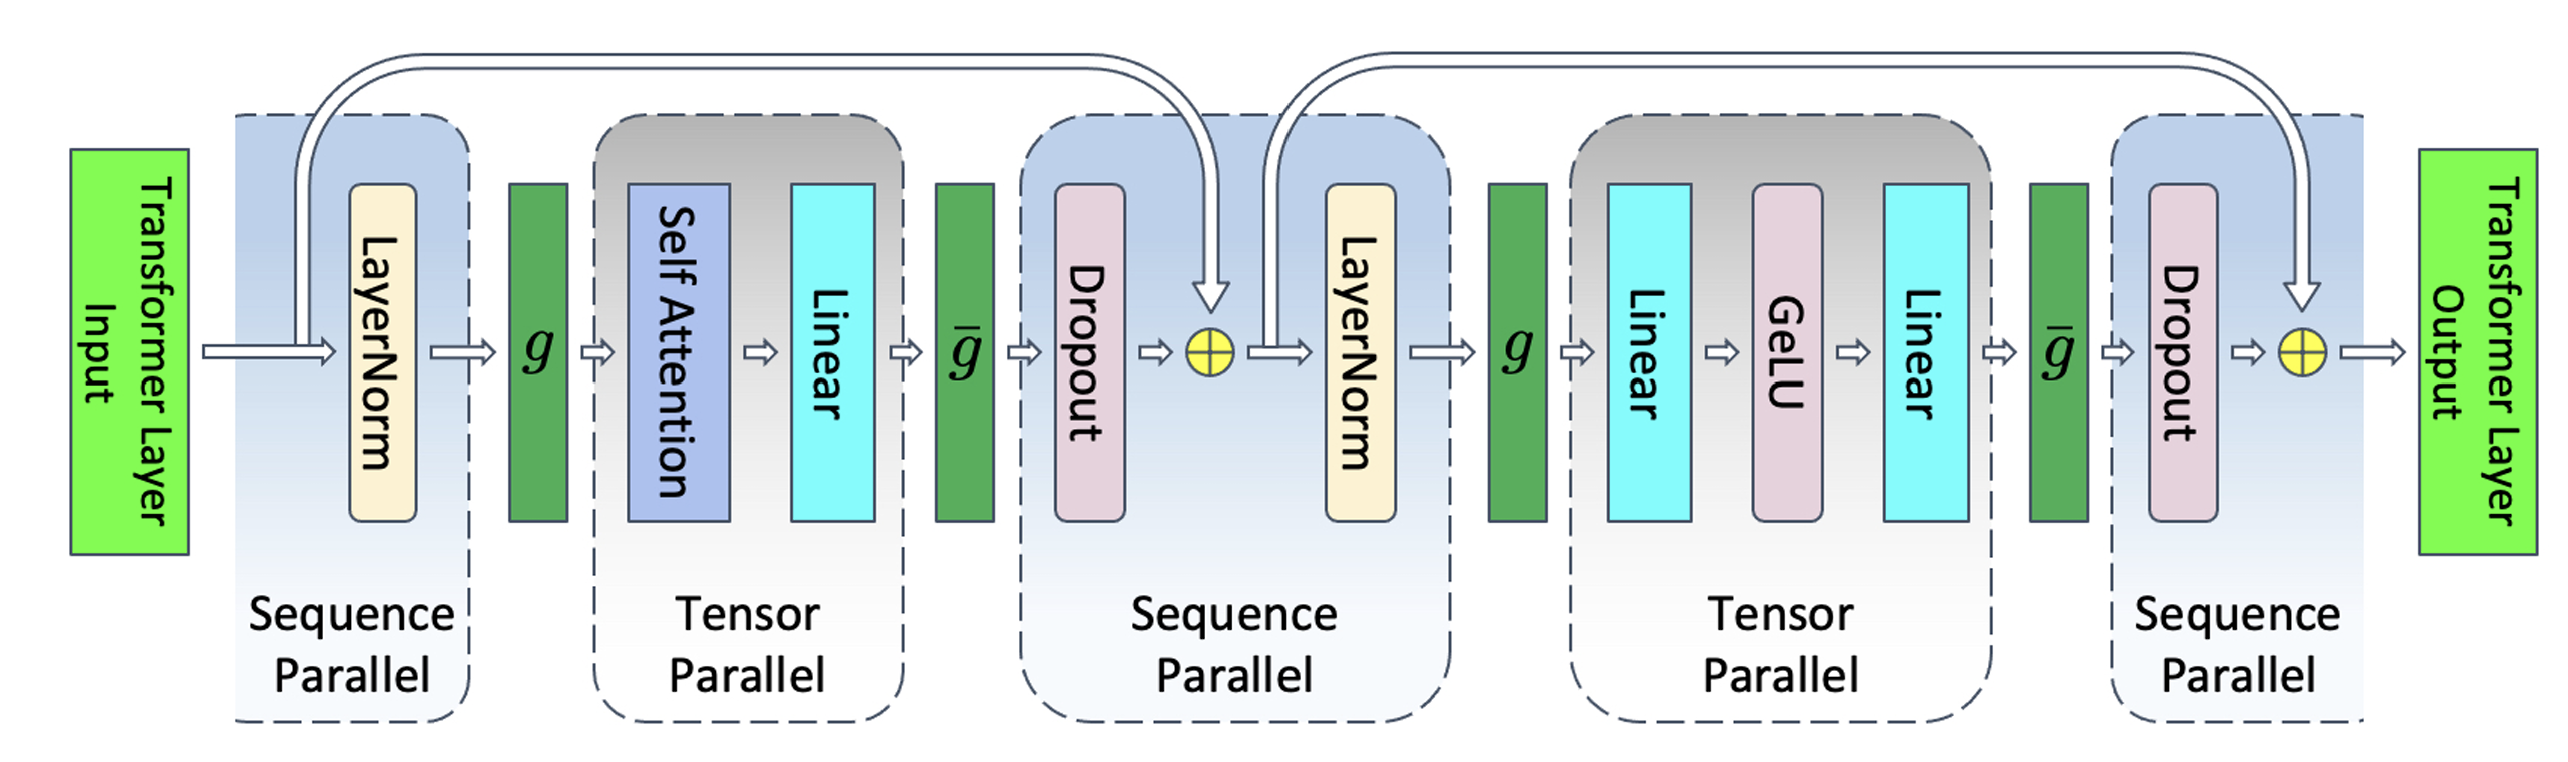 Transformer Layer
Input
LayerNorm
Sequence
Parallel
g
Self Attention
Linear
Tensor
Parallel
ḡ
Dropout
LayerNorm
Sequence
Parallel
g
Linear
GeLU
Linear
Tensor
Parallel
ḡ
Dropout
Sequence
Parallel
Transformer Layer
Output